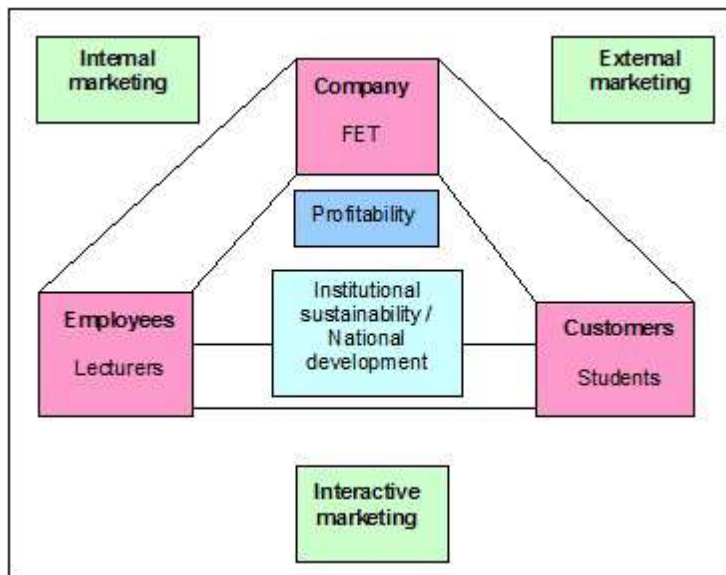 Internal
marketing
External
marketing
Company
FET
Profitability
Institutional
sustainability /
National
development
Employees
Lecturers
Customers
Students
Interactive
marketing